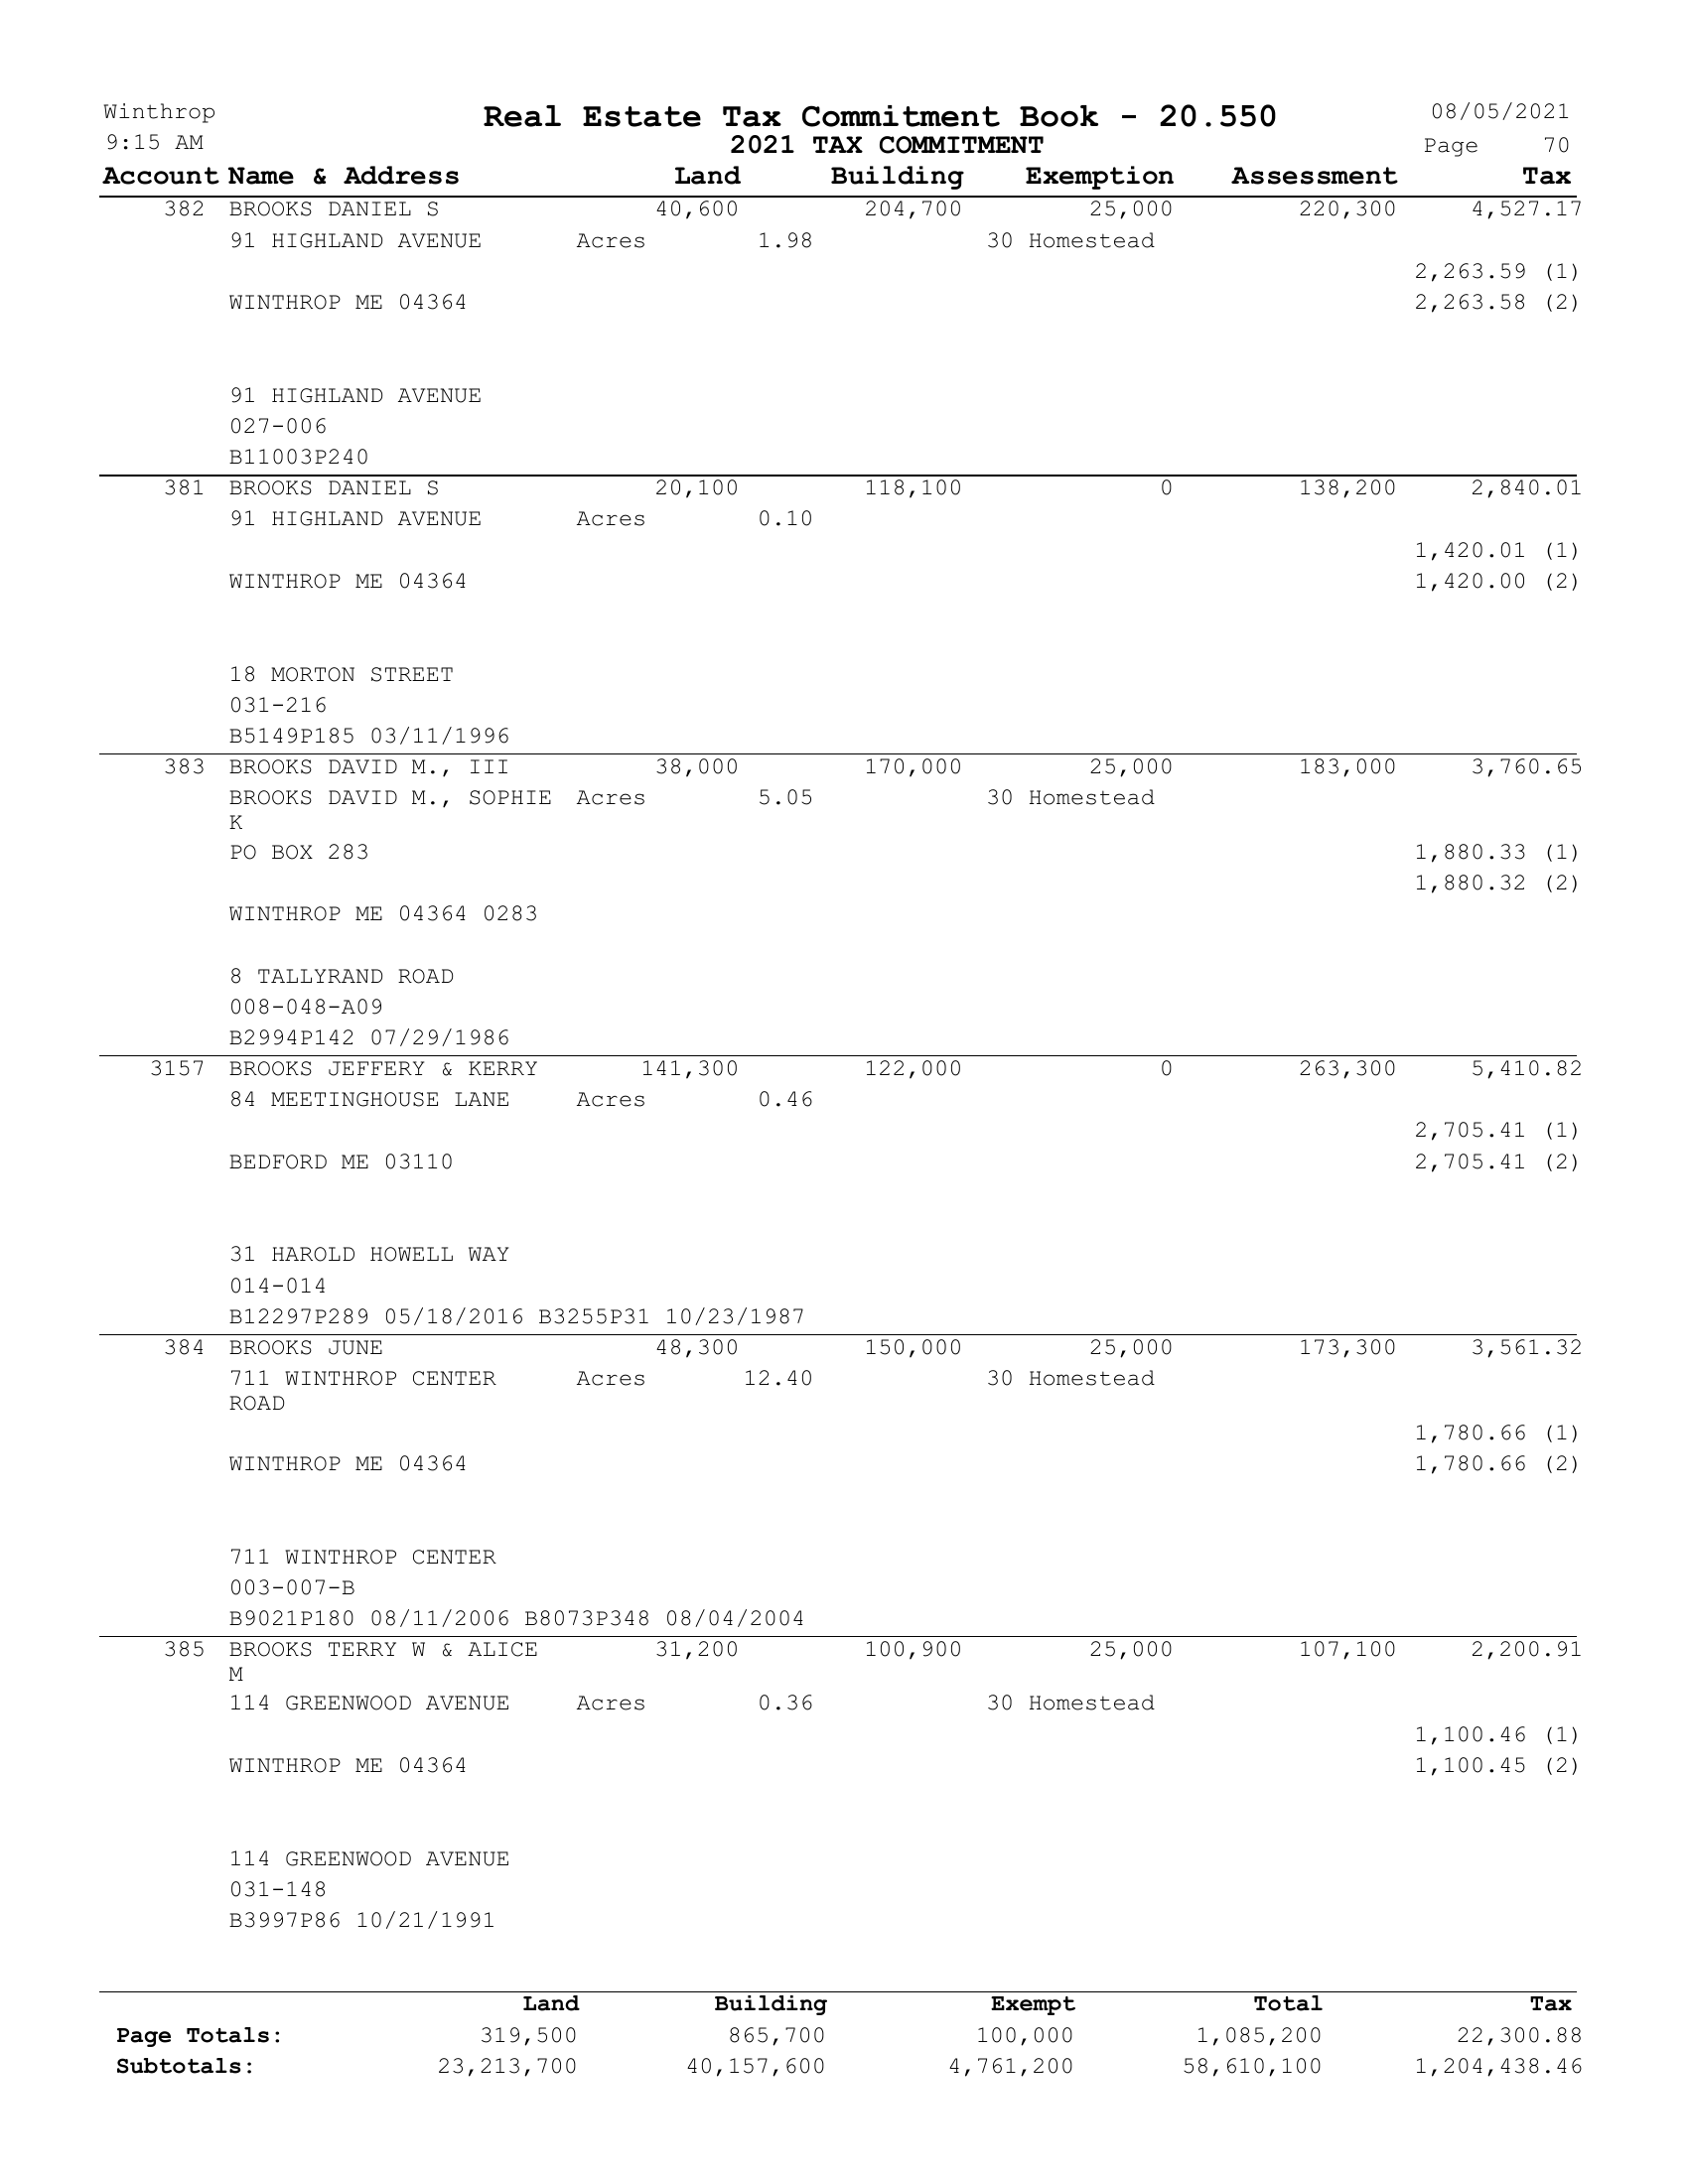 Winthrop Real Estate Tax Commitment Book - 20.550 08/05/2021
9:15 AM 2021 TAX COMMITMENT Page 70
Account Name & Address Land Building Exemption Assessment Tax
382 BROOKS DANIEL S 40,600 204,700 25,000 220,300 4,527.17
91 HIGHLAND AVENUE Acres 1.98 30 Homestead
2,263.59 (1)
WINTHROP ME 04364 2,263.58 (2)
91 HIGHLAND AVENUE
027-006
B11003P240
381 BROOKS DANIEL S 20,100 118,100 0 138,200 2,840.01
91 HIGHLAND AVENUE Acres 0.10
1,420.01 (1)
WINTHROP ME 04364 1,420.00 (2)
18 MORTON STREET
031-216
B5149P185 03/11/1996
383 BROOKS DAVID M., III 38,000 170,000 25,000 183,000 3,760.65
BROOKS DAVID M., SOPHIE Acres 5.05 30 Homestead
K
PO BOX 283 1,880.33 (1)
1,880.32 (2)
WINTHROP ME 04364 0283
8 TALLYRAND ROAD
008-048-A09
B2994P142 07/29/1986
3157 BROOKS JEFFERY & KERRY 141,300 122,000 0 263,300 5,410.82
84 MEETINGHOUSE LANE Acres 0.46
2,705.41 (1)
BEDFORD ME 03110 2,705.41 (2)
31 HAROLD HOWELL WAY
014-014
B12297P289 05/18/2016 B3255P31 10/23/1987
384 BROOKS JUNE 48,300 150,000 25,000 173,300 3,561.32
711 WINTHROP CENTER Acres 12.40 30 Homestead
ROAD
1,780.66 (1)
WINTHROP ME 04364 1,780.66 (2)
711 WINTHROP CENTER
003-007-B
B9021P180 08/11/2006 B8073P348 08/04/2004
385 BROOKS TERRY W & ALICE 31,200 100,900 25,000 107,100 2,200.91
M
114 GREENWOOD AVENUE Acres 0.36 30 Homestead
1,100.46 (1)
WINTHROP ME 04364 1,100.45 (2)
114 GREENWOOD AVENUE
031-148
B3997P86 10/21/1991
Land Building Exempt Total Tax
Page Totals: 319,500 865,700 100,000 1,085,200 22,300.88
Subtotals: 23,213,700 40,157,600 4,761,200 58,610,100 1,204,438.46